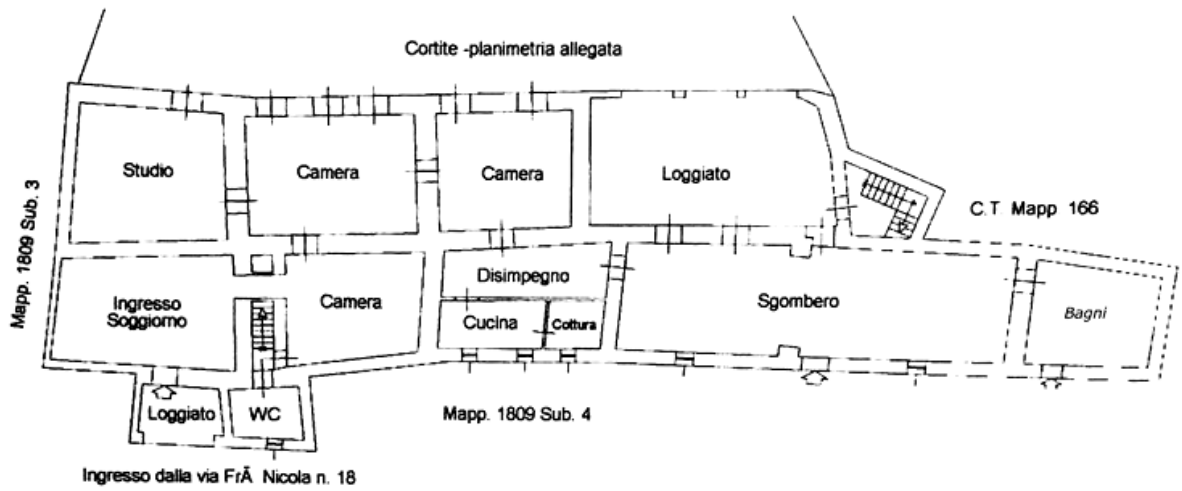 Cortite -planimetria allegata
Studio
Camera
Camera
Loggiato
C.T. Mapp 166
Mapp. 1809 Sub. 3
Ingresso
Soggiorno
Camera
Disimpegno
Cucina
Cottura
Sgombero
Bagni
Loggiato
WC
Mapp. 1809 Sub. 4
Ingresso dalla via FrÃ Nicola n. 18